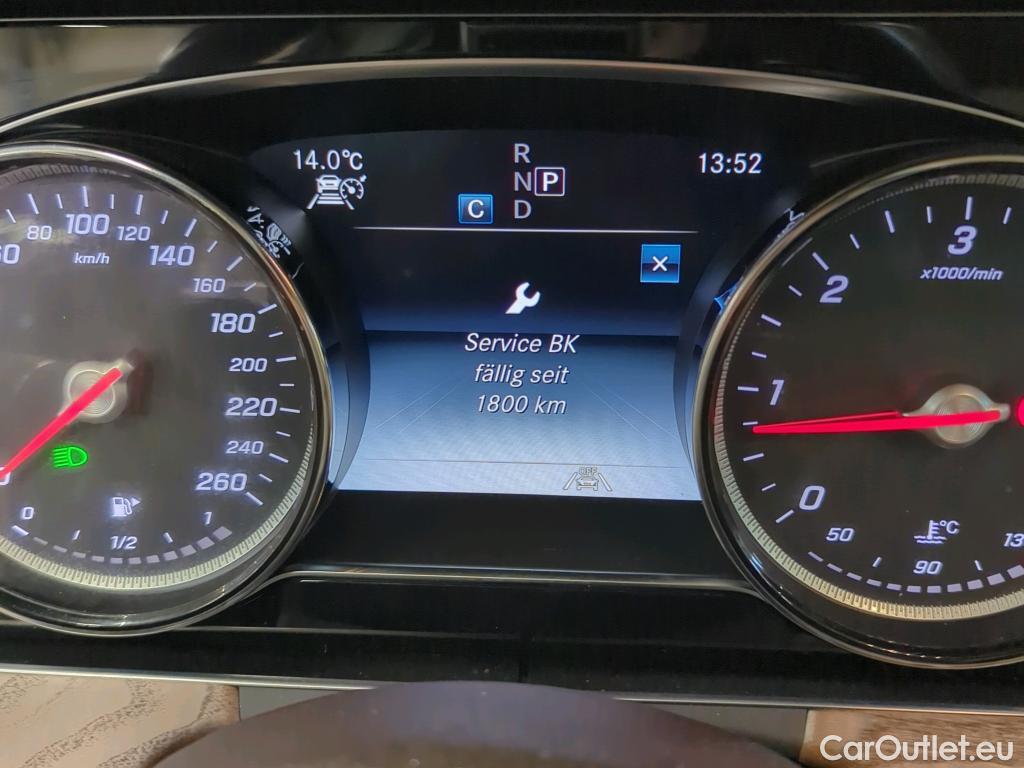 14.0°C
R
N P
D
C
13:52
×
Service BK
fällig seit
1800 km
OFF
80 100 120 140 160 180 200 220 240 260
km/h
0 1/2 1
0 1 2 3
x1000/min
50 90
°C
CarOutlet.eu